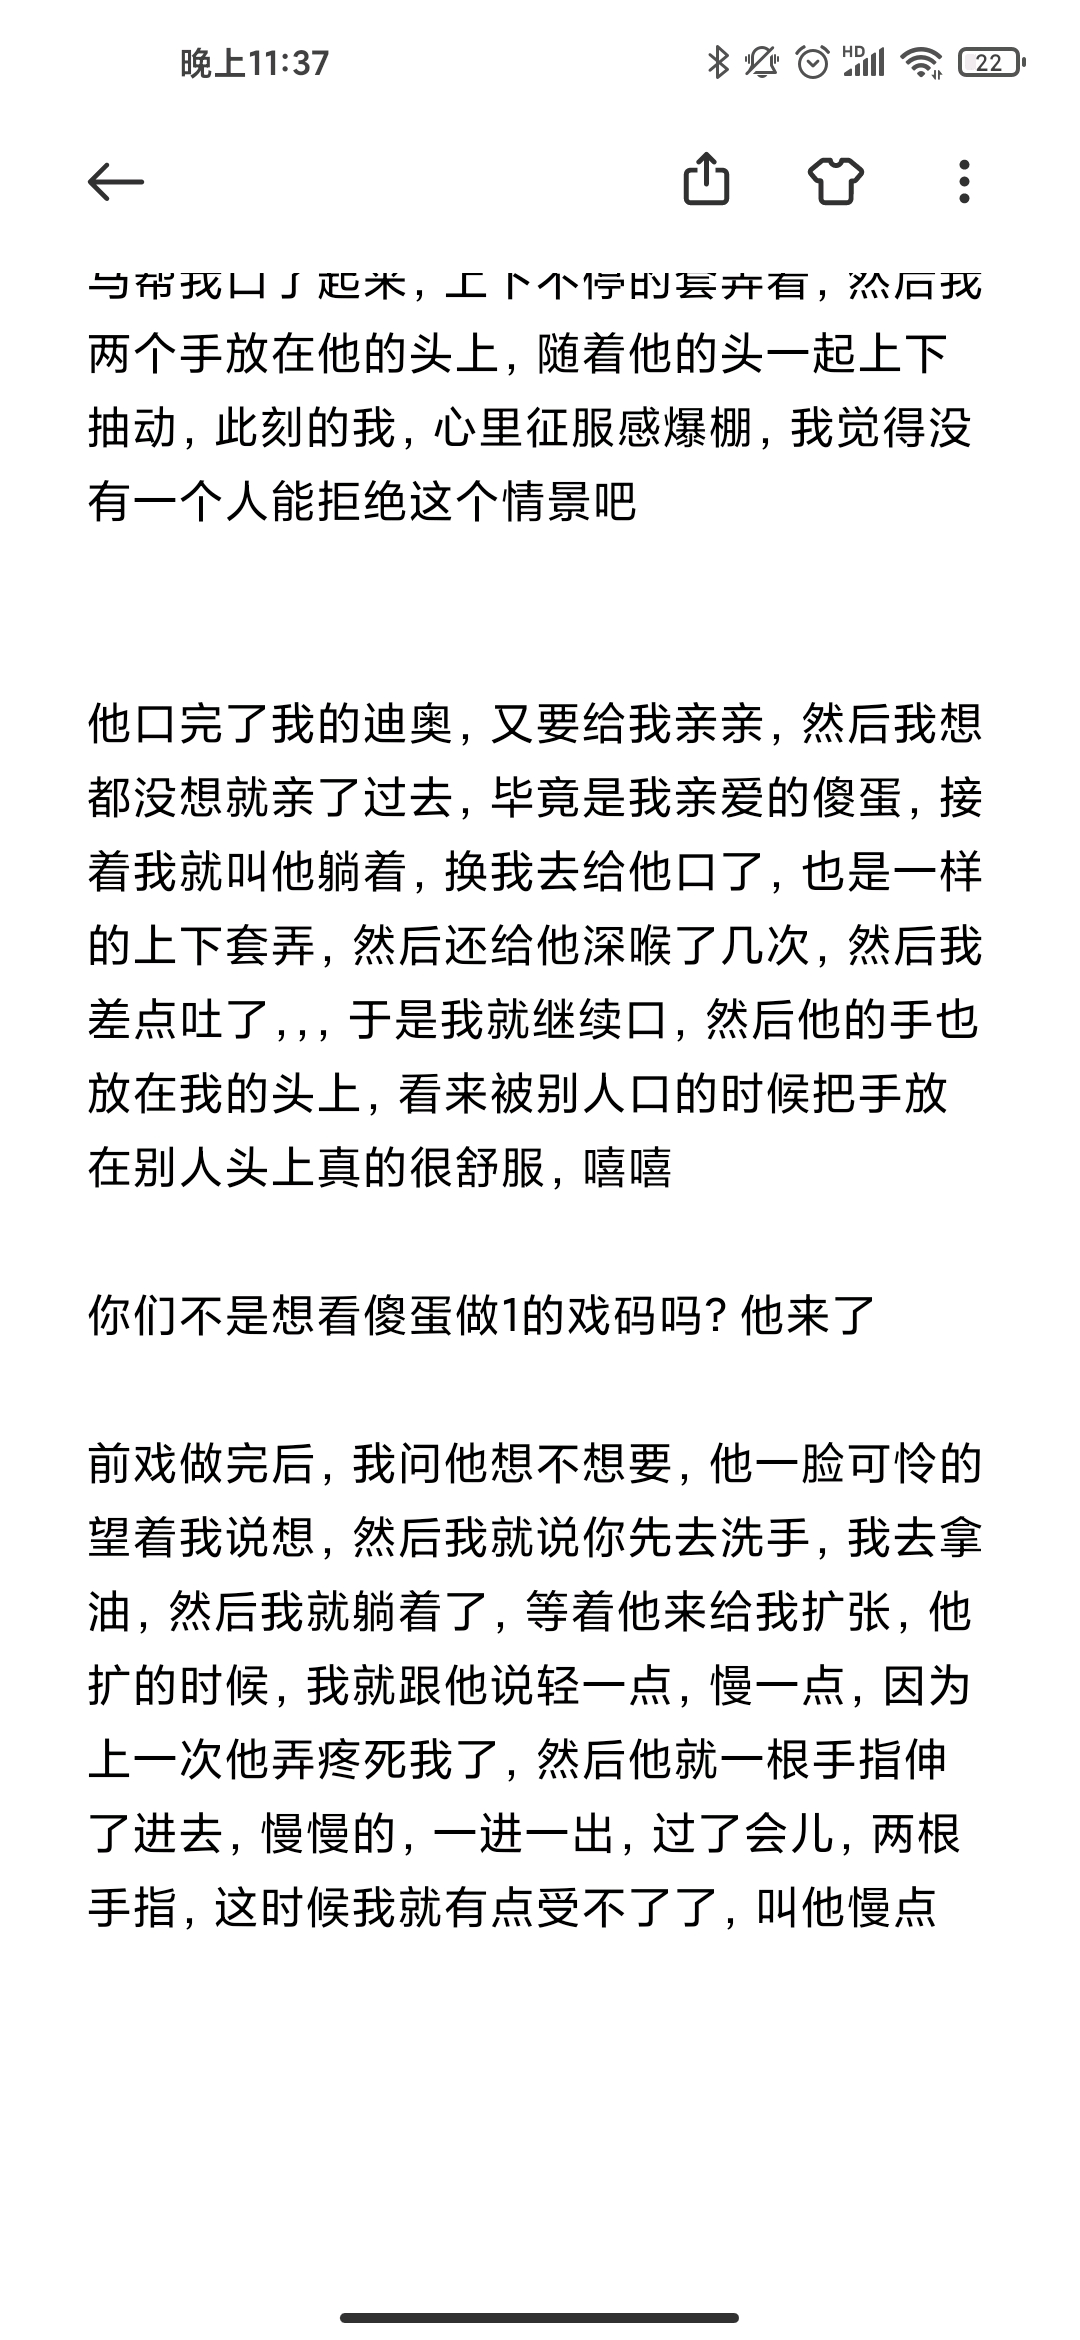 晚上11:37
HD
22
马帮我口了起来, 上下不停的套弄着, 然后我
两个手放在他的头上, 随着他的头一起上下
抽动, 此刻的我, 心里征服感爆棚, 我觉得没
有一个人能拒绝这个情景吧
他口完了我的迪奥, 又要给我亲亲, 然后我想
都没想就亲了过去, 毕竟是我亲爱的傻蛋, 接
着我就叫他躺着, 换我去给他口了, 也是一样
的上下套弄, 然后还给他深喉了几次, 然后我
差点吐了, , , 于是我就继续口, 然后他的手也
放在我的头上, 看来被别人口的时候把手放
在别人头上真的很舒服, 嘻嘻
你们不是想看傻蛋做1的戏码吗? 他来了
前戏做完后, 我问他想不想要, 他一脸可怜的
望着我说想, 然后我就说你先去洗手, 我去拿
油, 然后我就躺着了, 等着他来给我扩张, 他
扩的时候, 我就跟他说轻一点, 慢一点, 因为
上一次他弄疼死我了, 然后他就一根手指伸
了进去, 慢慢的, 一进一出, 过了会儿, 两根
手指, 这时候我就有点受不了了, 叫他慢点